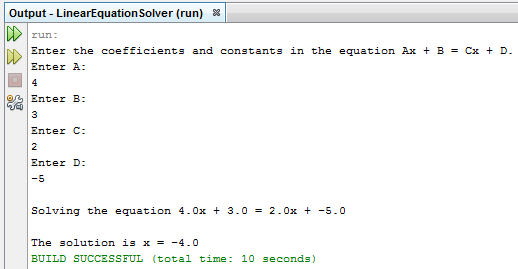 Output - LinearEquationSolver (run)
run:
Enter the coefficients and constants in the equation Ax + B = Cx + D.
Enter A:
4
Enter B:
3
Enter C:
2
Enter D:
-5
Solving the equation 4.0x + 3.0 = 2.0x + -5.0
The solution is x = -4.0
BUILD SUCCESSFUL (total time: 10 seconds)